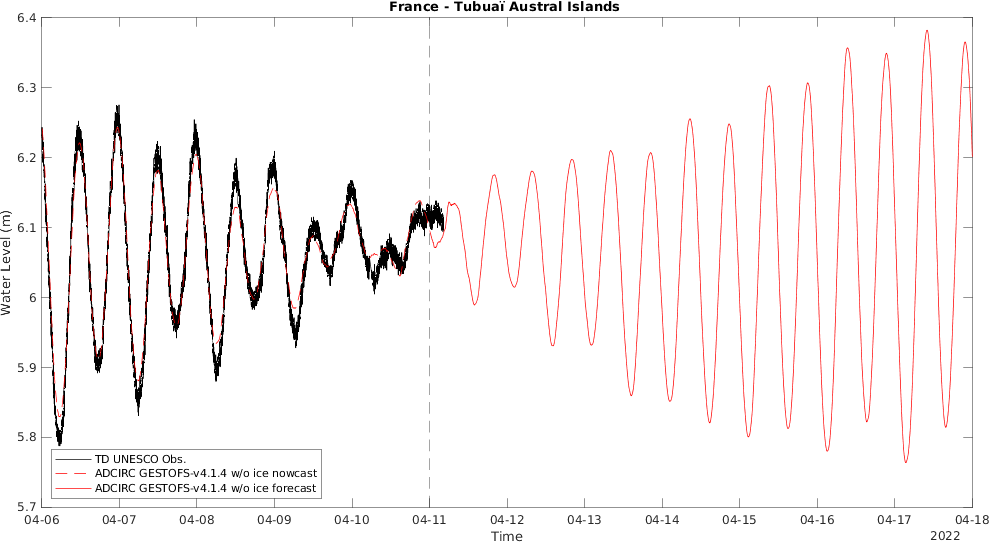 France - Tubuaï Austral Islands
6.4
6.3
6.2
6.1
6
5.9
5.8
5.7
Water Level (m)
TD UNESCO Obs.
ADCIRC GESTOFS-v4.1.4 w/o ice nowcast
ADCIRC GESTOFS-v4.1.4 w/o ice forecast
04-06 04-07 04-08 04-09 04-10 04-11 04-12 04-13 04-14 04-15 04-16 04-17 04-18
Time
2022